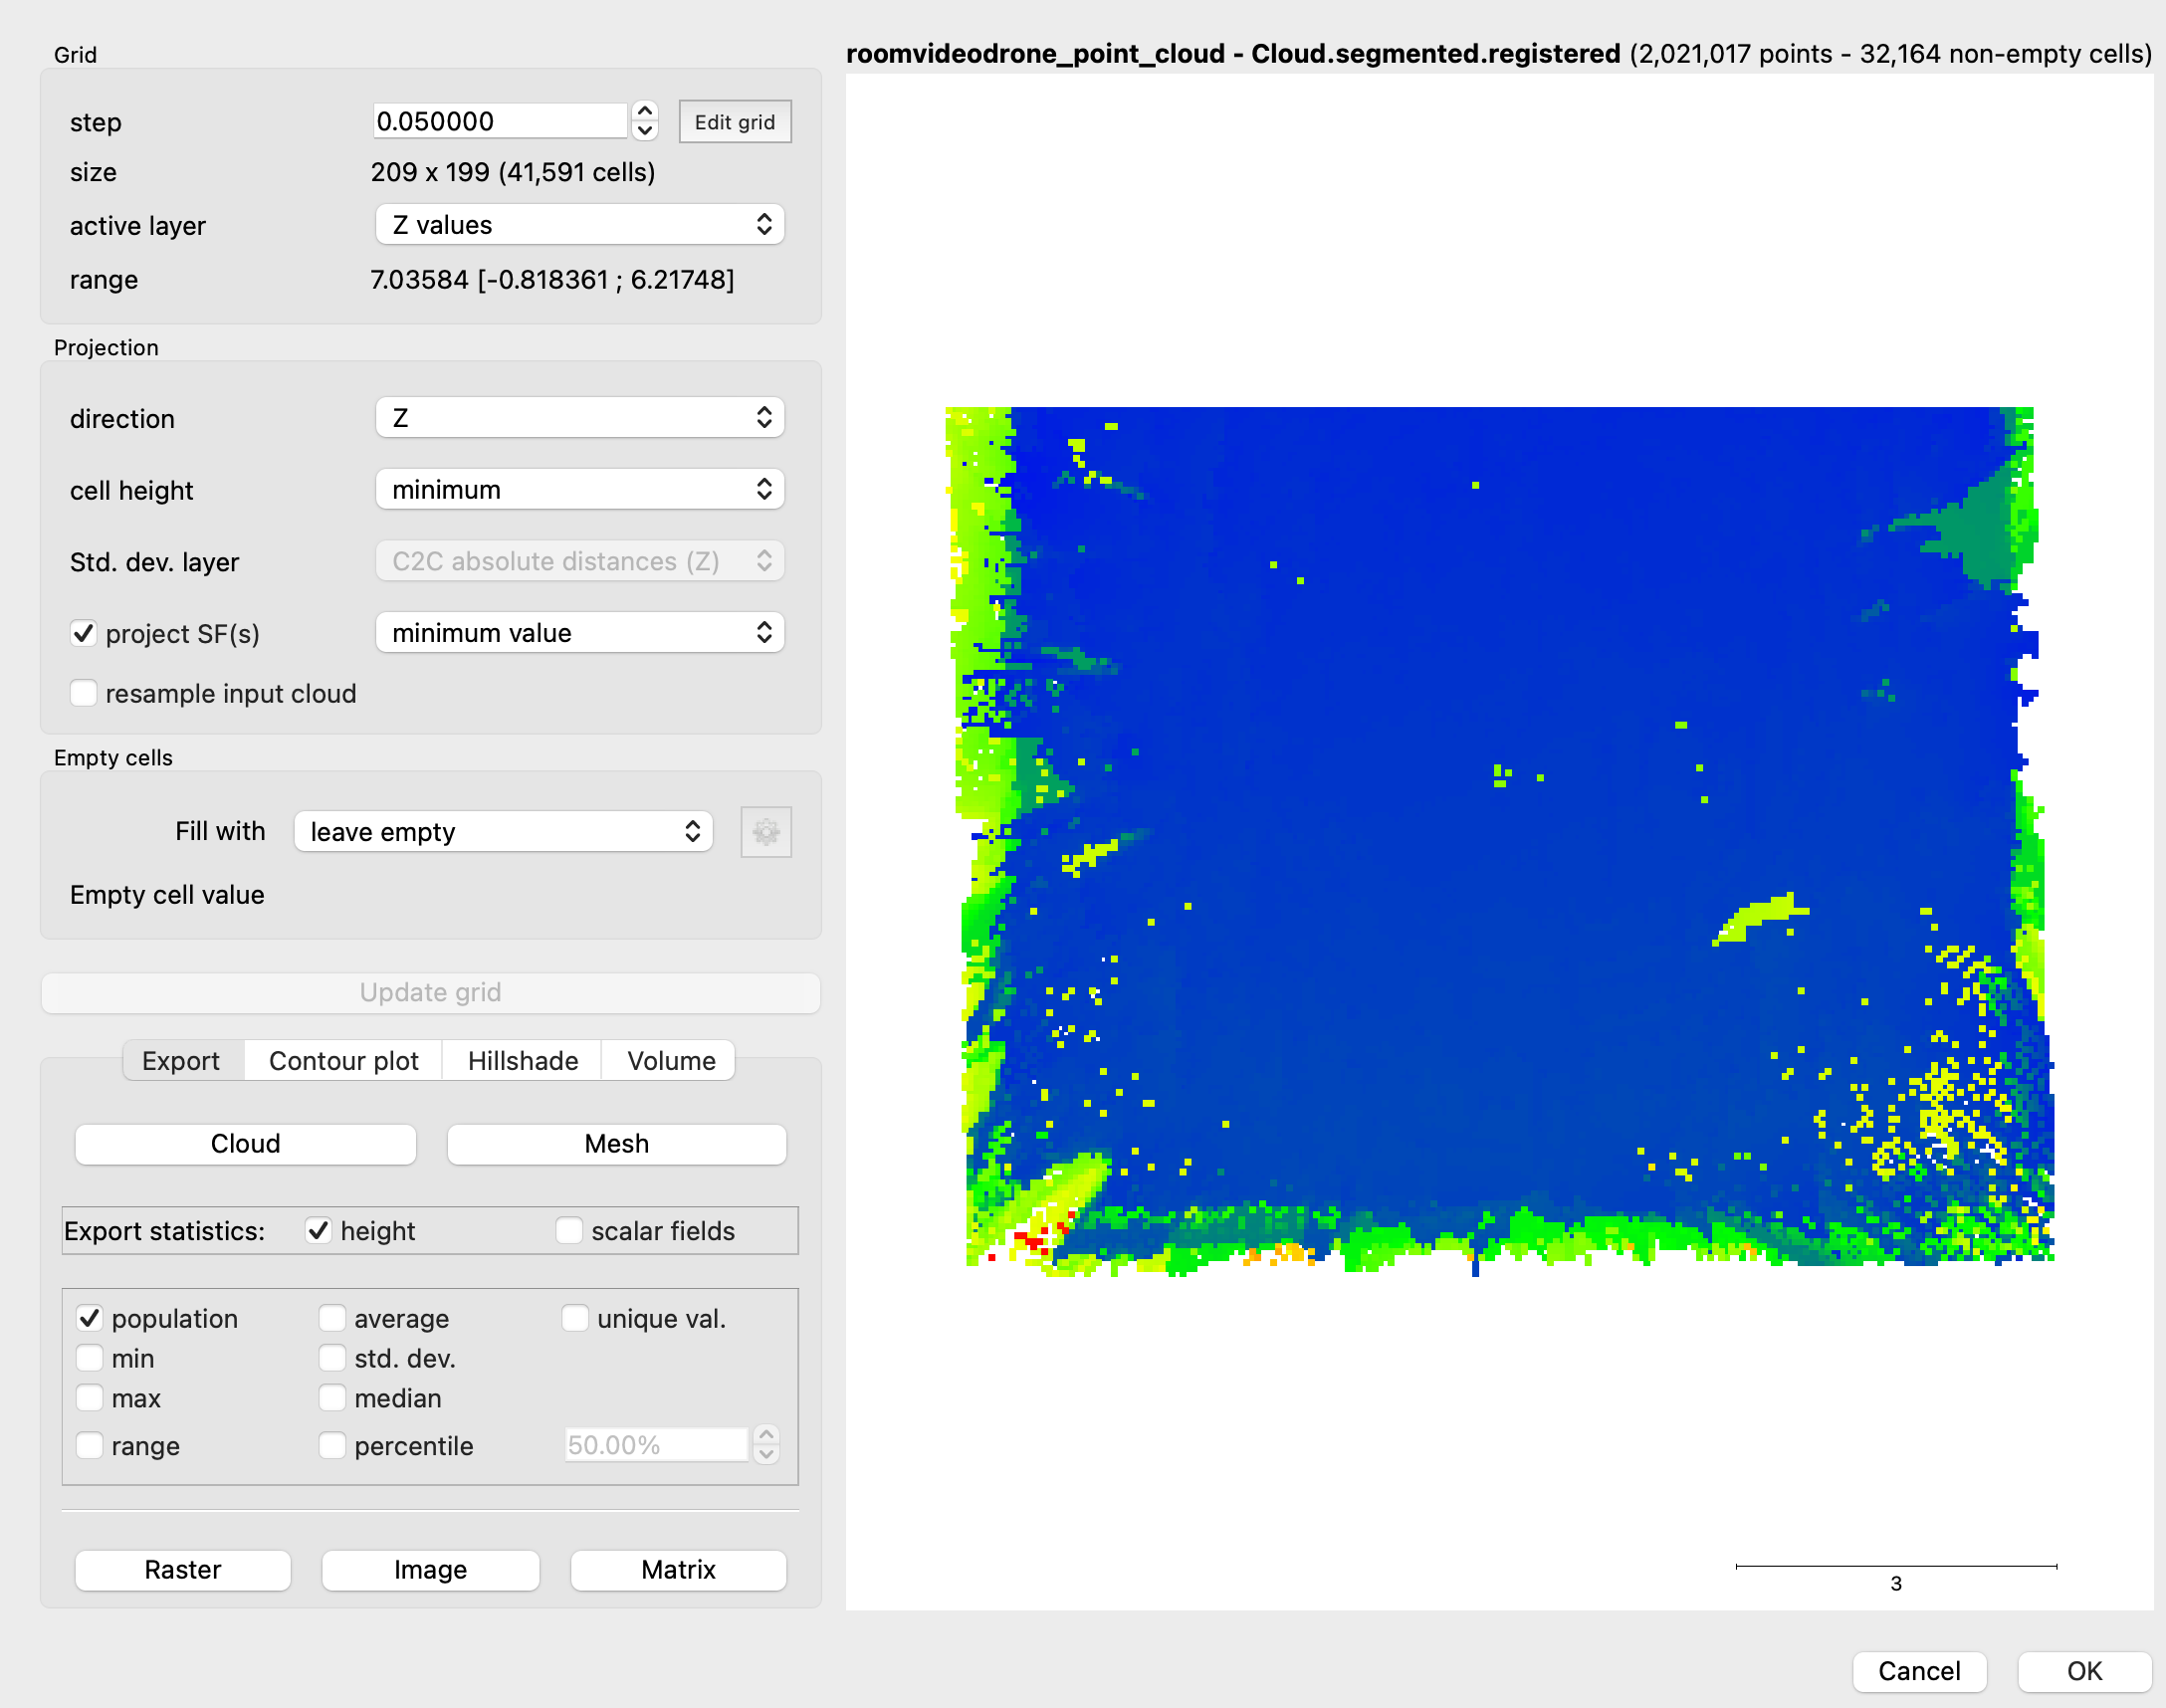 Grid
step 0.050000 Edit grid
size 209 x 199 (41,591 cells)
active layer Z values
range 7.03584 [-0.818361 ; 6.21748]
Projection
direction Z
cell height minimum
Std. dev. layer C2C absolute distances (Z)
project SF(s) minimum value
resample input cloud
Empty cells
Fill with leave empty
Empty cell value
Update grid
Export Contour plot Hillshade Volume
Cloud Mesh
Export statistics: height scalar fields
population average unique val.
min std. dev.
max median
range percentile 50.00%
Raster Image Matrix
roomvideodrone_point_cloud - Cloud.segmented.registered (2,021,017 points - 32,164 non-empty cells)
3
Cancel OK